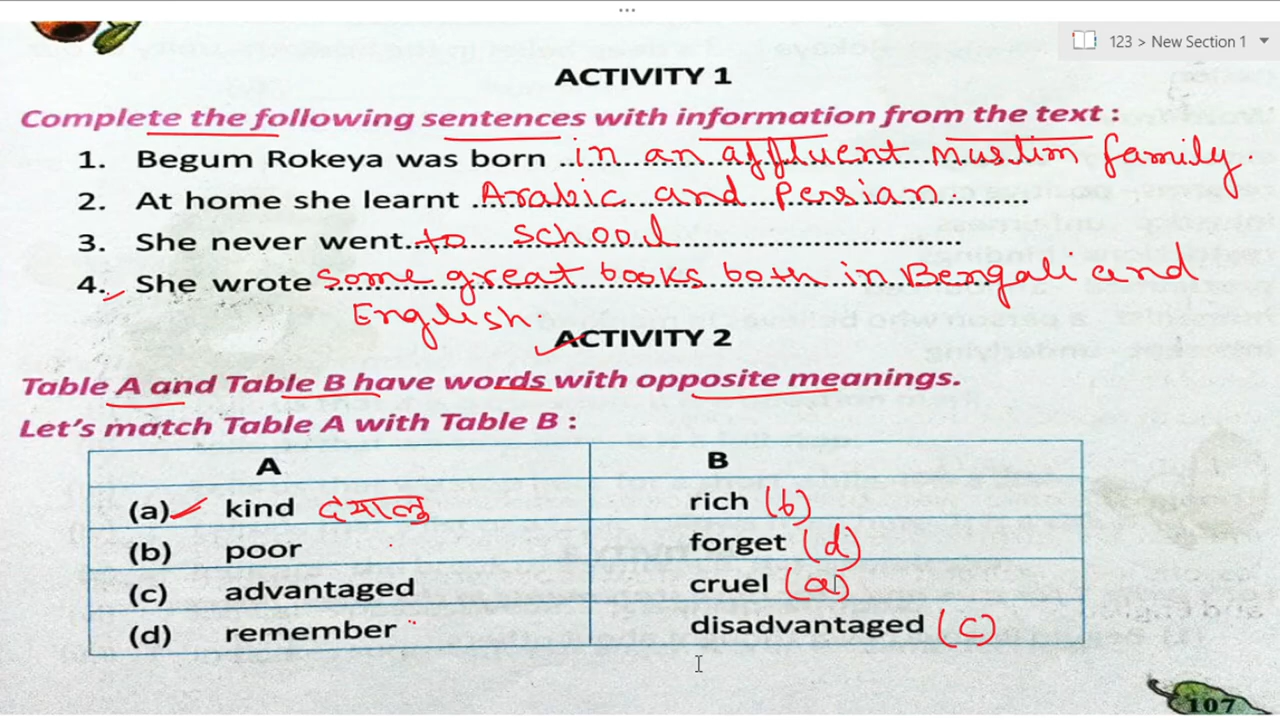 ...
123 > New Section 1
ACTIVITY 1
Complete the following sentences with information from the text :
1. Begum Rokeya was born in an affluent muslim family
2. At home she learnt Arabic and Persian
3. She never went to school
4. She wrote some great books both in Bengali and
English
ACTIVITY 2
Table A and Table B have words with opposite meanings.
Let's match Table A with Table B :
A B
(a) kind दयालु rich (b)
(b) poor forget (d)
(c) advantaged cruel (a)
(d) remember disadvantaged (c)
107